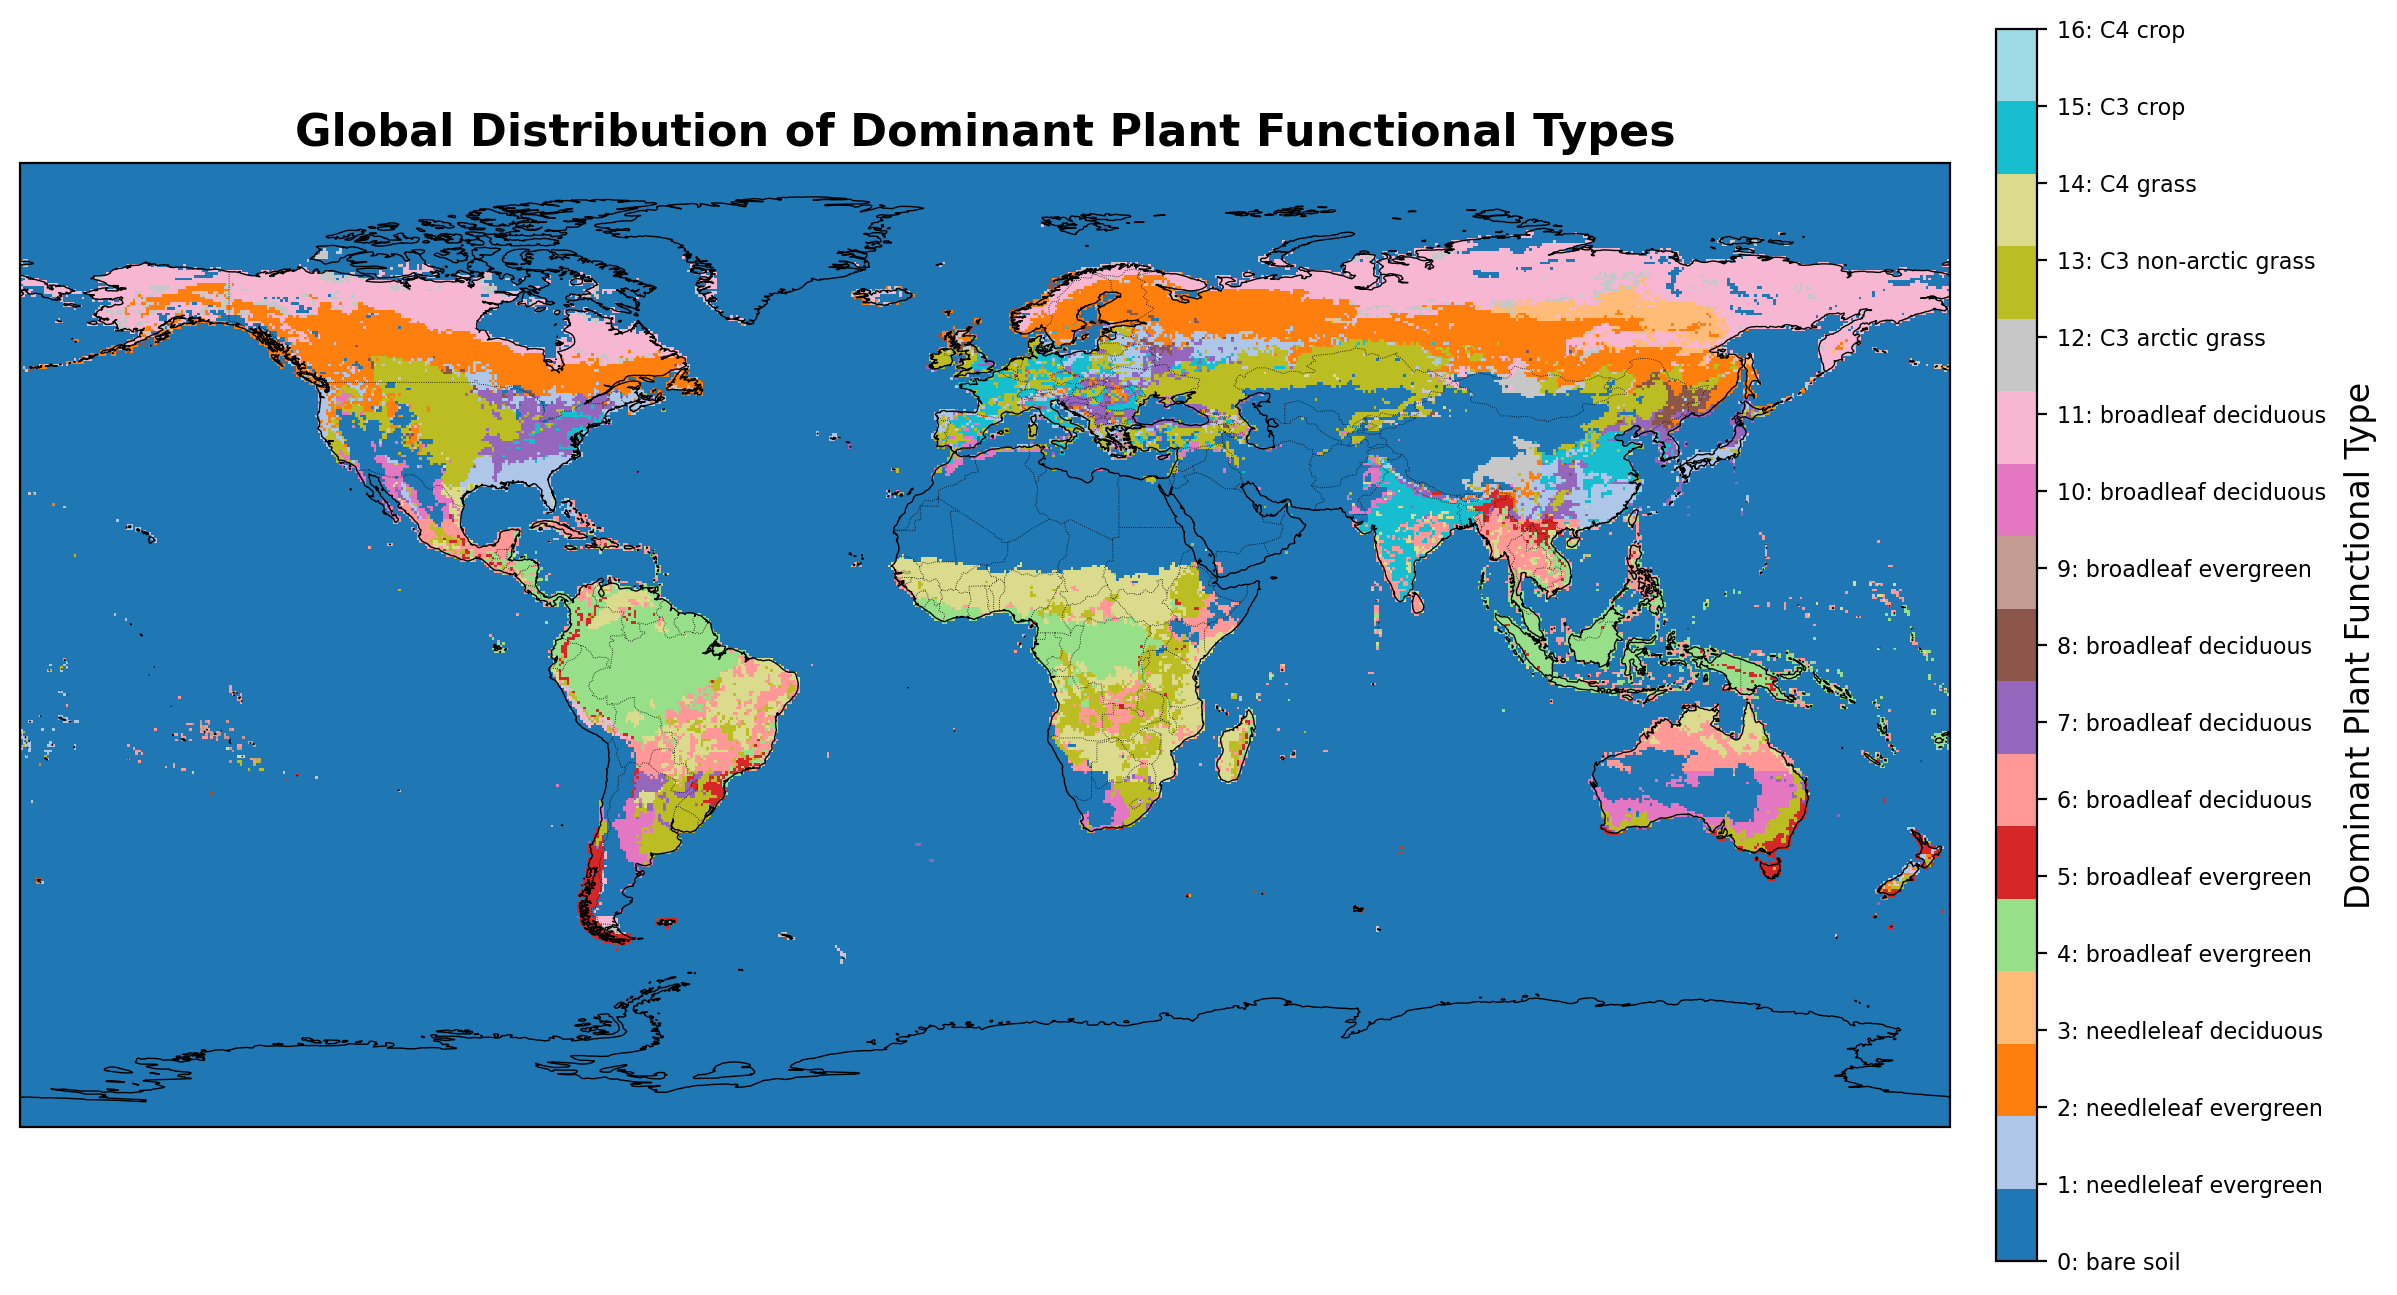 Global Distribution of Dominant Plant Functional Types
16: C4 crop
15: C3 crop
14: C4 grass
13: C3 non-arctic grass
12: C3 arctic grass
11: broadleaf deciduous
10: broadleaf deciduous
9: broadleaf evergreen
8: broadleaf deciduous
7: broadleaf deciduous
6: broadleaf deciduous
5: broadleaf evergreen
4: broadleaf evergreen
3: needleleaf deciduous
2: needleleaf evergreen
1: needleleaf evergreen
0: bare soil
Dominant Plant Functional Type